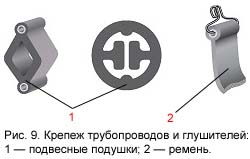 1
2
Рис. 9. Крепеж трубопроводов и глушителей:
1 — подвесные подушки; 2 — ремень.